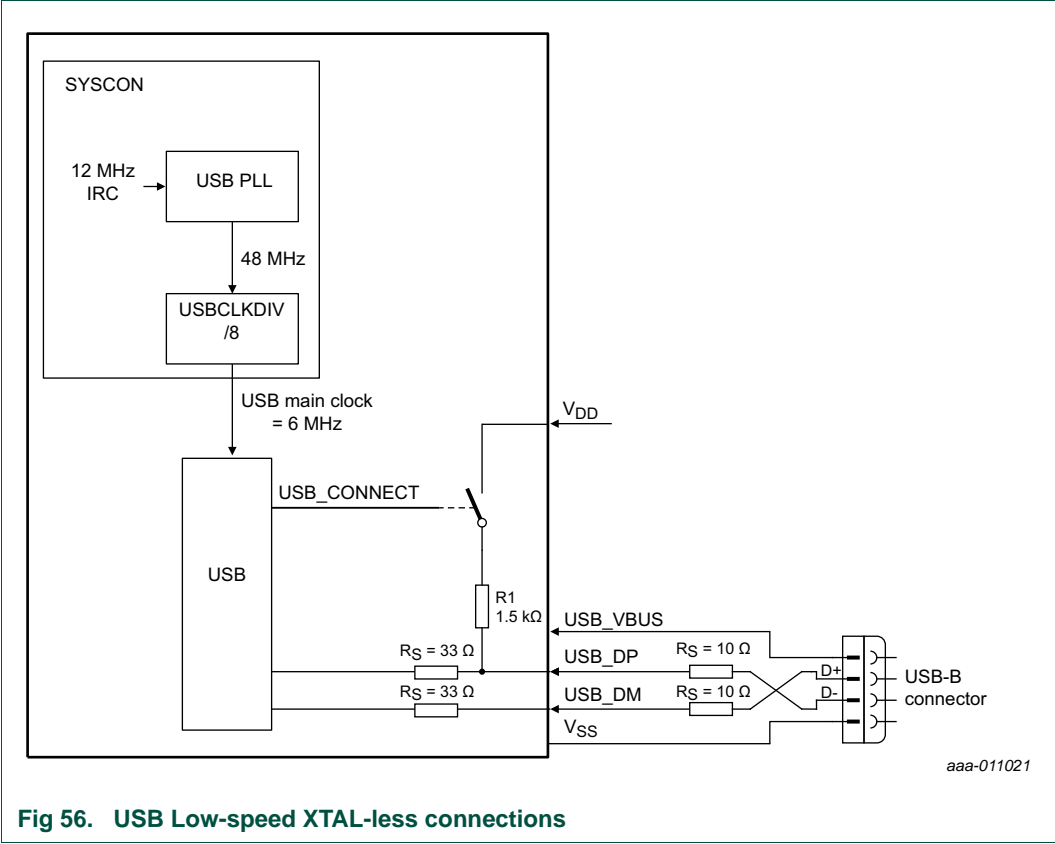 SYSCON
12 MHz
IRC
USB PLL
48 MHz
USBCLKDIV
/8
USB main clock
= 6 MHz
VDD
USB_CONNECT
USB
R1
1.5 kΩ
USB_VBUS
RS = 33 Ω
USB_DP
RS = 10 Ω
D+
USB-B
connector
RS = 33 Ω
USB_DM
RS = 10 Ω
D-
VSS
aaa-011021
Fig 56. USB Low-speed XTAL-less connections